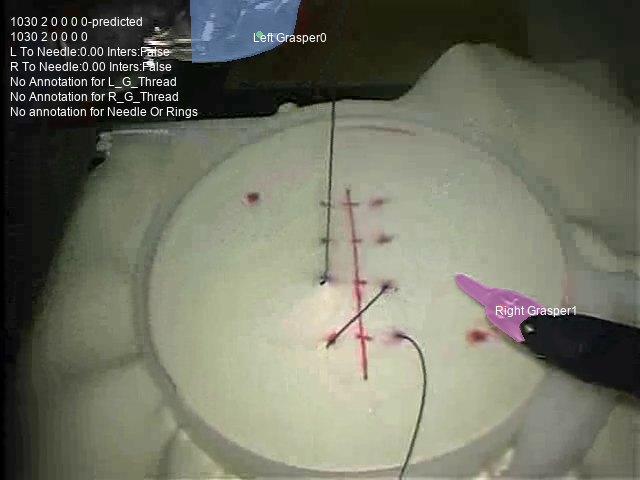 1030 2 0 0 0 0-predicted
1030 2 0 0 0 0
L To Needle:0.00 Inters:False
R To Needle:0.00 Inters:False
No Annotation for L_G_Thread
No Annotation for R_G_Thread
No annotation for Needle Or Rings
Left Grasper0
Right Grasper1